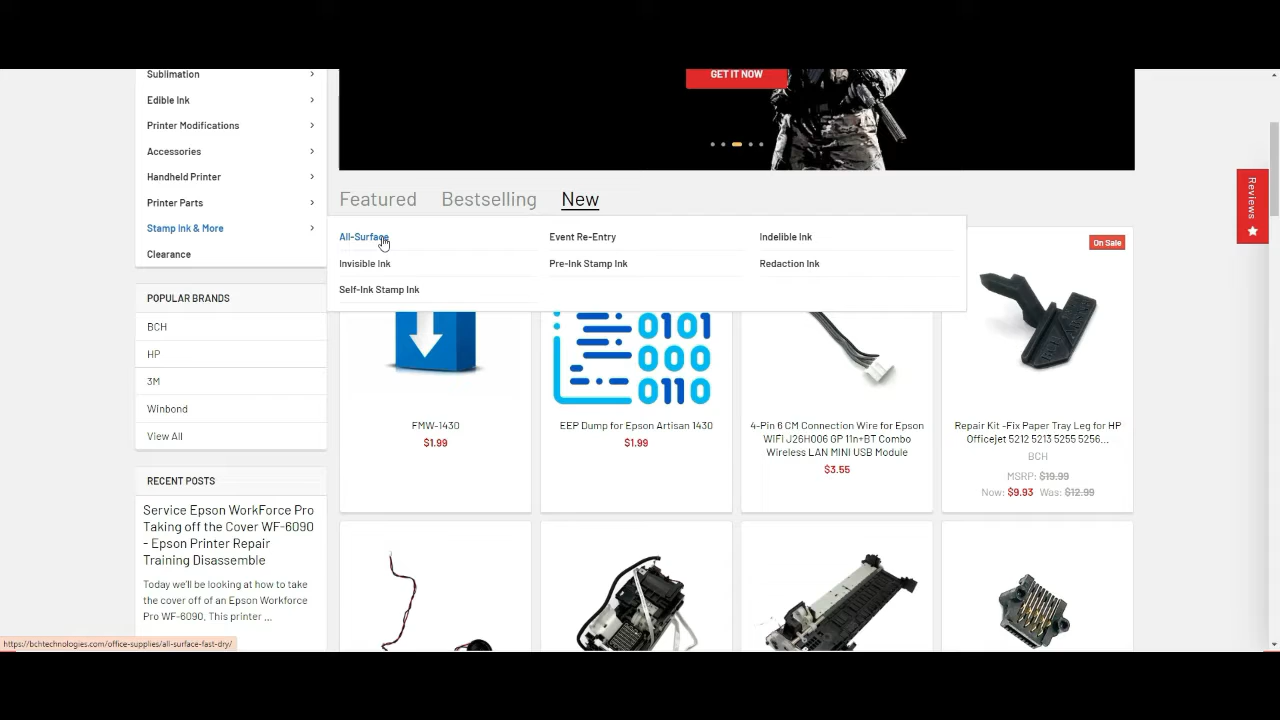 Sublimation
Edible Ink
Printer Modifications
Accessories
Handheld Printer
Printer Parts
Stamp Ink & More
Clearance
GET IT NOW
Featured
Bestselling
New
All-Surface
Event Re-Entry
Indelible Ink
Invisible Ink
Pre-Ink Stamp Ink
Redaction Ink
Self-Ink Stamp Ink
Reviews
On Sale
POPULAR BRANDS
BCH
HP
3M
Winbond
View All
0101
000
0110
FMW-1430
$1.99
EEP Dump for Epson Artisan 1430
$1.99
4-Pin 6 CM Connection Wire for Epson
WIFI J26H006 GP 11n+BT Combo
Wireless LAN MINI USB Module
$3.55
Repair Kit -Fix Paper Tray Leg for HP
Officejet 5212 5213 5255 5256...
BCH
MSRP: $19.99
Now: $9.93 Was: $12.99
RECENT POSTS
Service Epson WorkForce Pro
Taking off the Cover WF-6090
- Epson Printer Repair
Training Disassemble
Today we'll be looking at how to take
the cover off of an Epson Workforce
Pro WF-6090, This printer ...
https://bchtechnologies.com/office-supplies/all-surface-fast-dry/